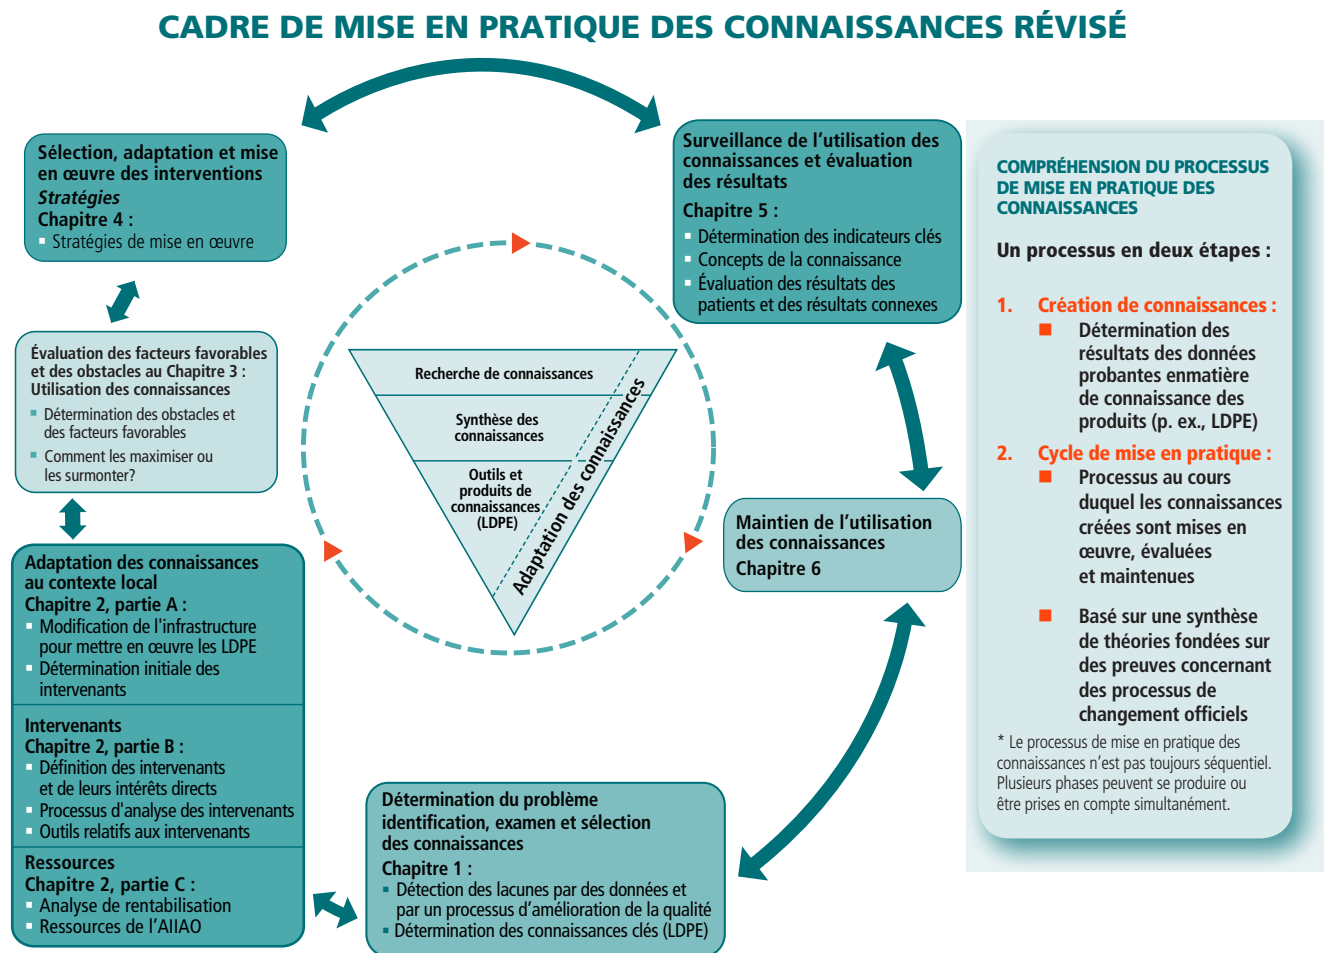 CADRE DE MISE EN PRATIQUE DES CONNAISSANCES RÉVISÉ
Sélection, adaptation et mise
en œuvre des interventions
Stratégies
Chapitre 4 :
Stratégies de mise en œuvre
Surveillance de l'utilisation des
connaissances et évaluation
des résultats
Chapitre 5 :
Détermination des indicateurs clés
Concepts de la connaissance
Évaluation des résultats des
patients et des résultats connexes
Évaluation des facteurs favorables
et des obstacles au Chapitre 3 :
Utilisation des connaissances
Détermination des obstacles et
des facteurs favorables
Comment les maximiser ou
les surmonter?
Recherche de connaissances
Synthèse des
connaissances
Outils et
produits de
connaissances
(LDPE)
Adaptation des connaissances
Maintien de l'utilisation
des connaissances
Chapitre 6
Adaptation des connaissances
au contexte local
Chapitre 2, partie A :
Modification de l'infrastructure
pour mettre en œuvre les LDPE
Détermination initiale des
intervenants
Intervenants
Chapitre 2, partie B :
Définition des intervenants
et de leurs intérêts directs
Processus d'analyse des intervenants
Outils relatifs aux intervenants
Ressources
Chapitre 2, partie C :
Analyse de rentabilisation
Ressources de l'AIIAO
Détermination du problème
identification, examen et sélection
des connaissances
Chapitre 1 :
Détection des lacunes par des données et
par un processus d'amélioration de la qualité
Détermination des connaissances clés (LDPE)
COMPRÉHENSION DU PROCESSUS
DE MISE EN PRATIQUE DES
CONNAISSANCES
Un processus en deux étapes :
1. Création de connaissances :
Détermination des
résultats des données
probantes enmatière
de connaissance des
produits (p. ex., LDPE)
2. Cycle de mise en pratique :
Processus au cours
duquel les connaissances
créées sont mises en
œuvre, évaluées
et maintenues
Basé sur une synthèse
de théories fondées sur
des preuves concernant
des processus de
changement officiels
* Le processus de mise en pratique des
connaissances n'est pas toujours séquentiel.
Plusieurs phases peuvent se produire ou
être prises en compte simultanément.